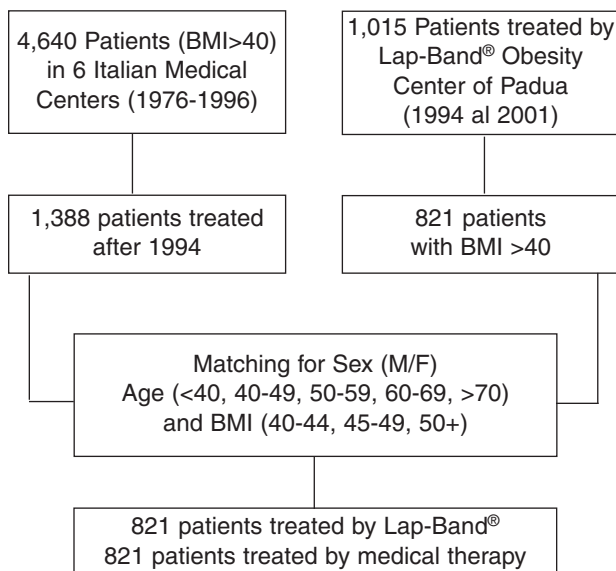 4,640 Patients (BMI>40)
in 6 Italian Medical
Centers (1976-1996)
1,015 Patients treated by
Lap-Band® Obesity
Center of Padua
(1994 al 2001)
1,388 patients treated
after 1994
821 patients
with BMI >40
Matching for Sex (M/F)
Age (<40, 40-49, 50-59, 60-69, >70)
and BMI (40-44, 45-49, 50+)
821 patients treated by Lap-Band®
821 patients treated by medical therapy